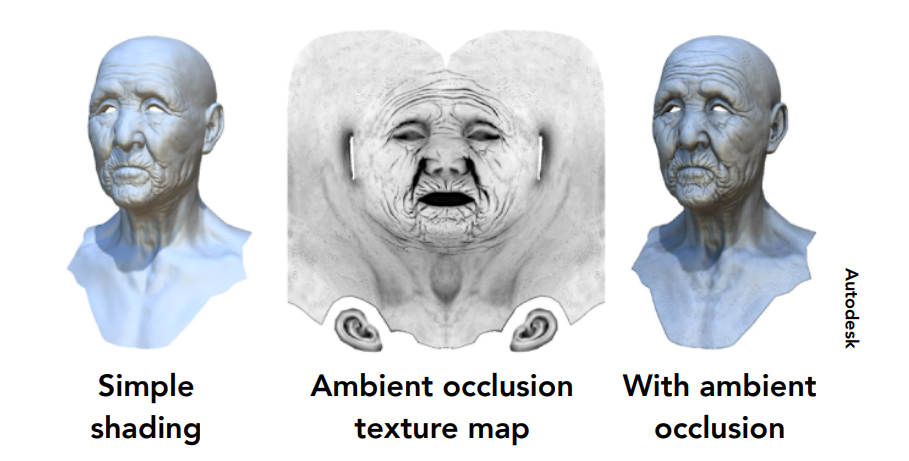 Simple
shading
Ambient occlusion
texture map
With ambient
occlusion
Autodesk